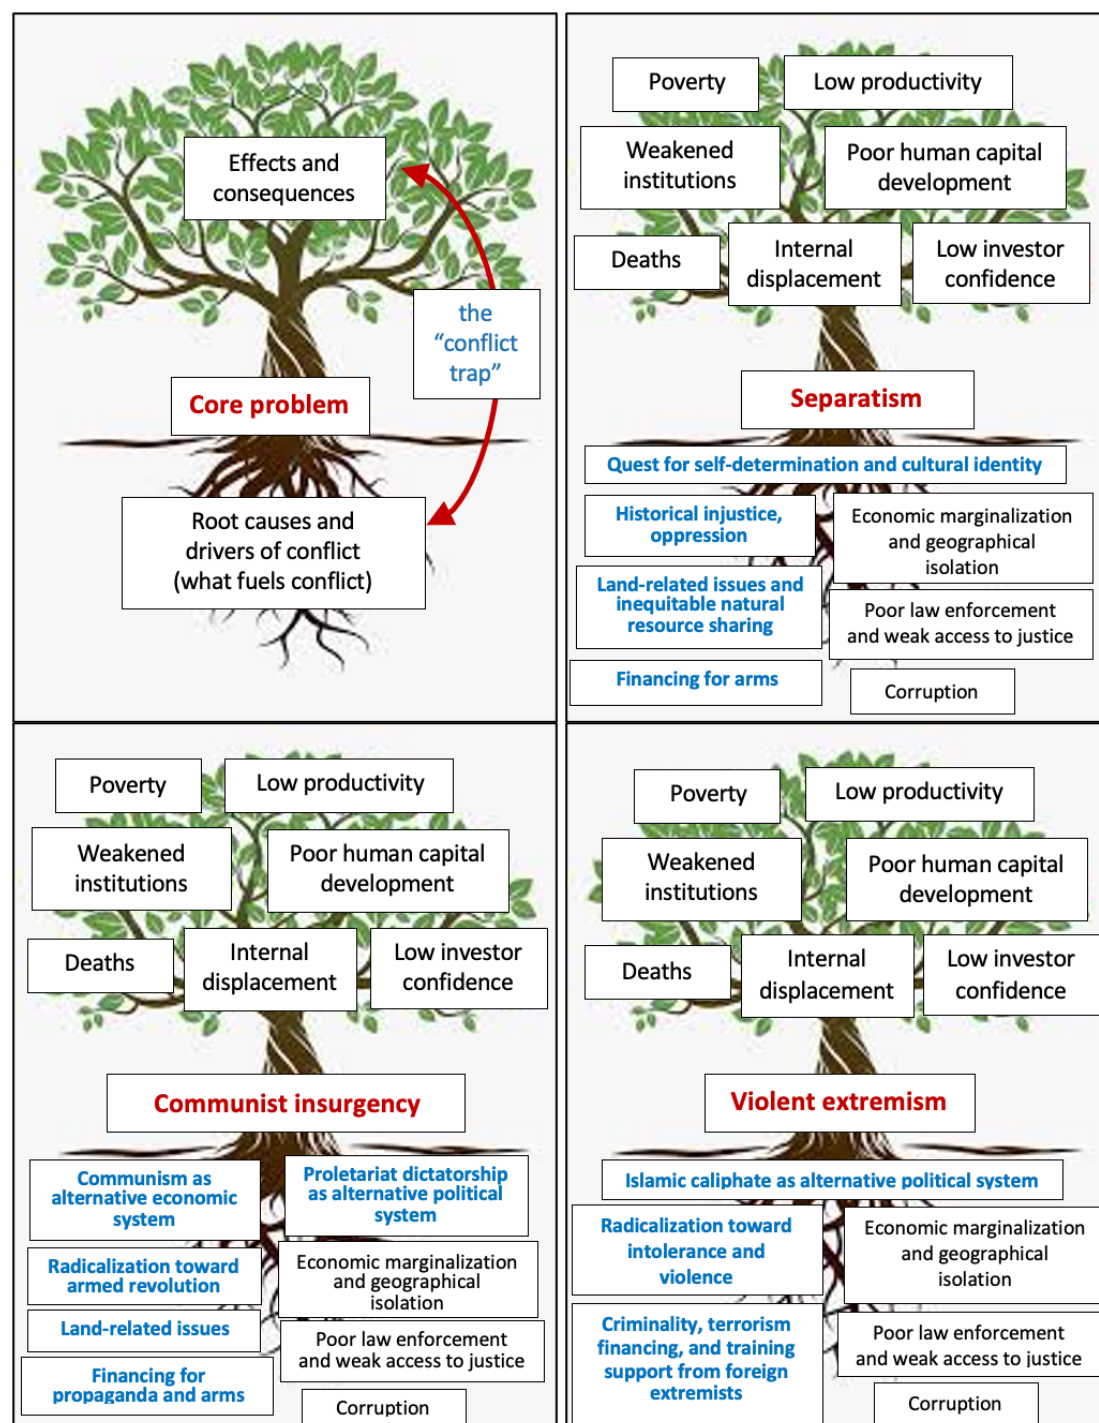 Effects and
consequences
the
“conflict
trap”
Core problem
Root causes and
drivers of conflict
(what fuels conflict)
Poverty
Low productivity
Weakened
institutions
Poor human capital
development
Deaths
Internal
displacement
Low investor
confidence
Separatism
Quest for self-determination and cultural identity
Historical injustice,
oppression
Economic marginalization
and geographical
isolation
Land-related issues and
inequitable natural
resource sharing
Poor law enforcement
and weak access to justice
Financing for arms
Corruption
Poverty
Low productivity
Weakened
institutions
Poor human capital
development
Deaths
Internal
displacement
Low investor
confidence
Communist insurgency
Communism as
alternative economic
system
Proletariat dictatorship
as alternative political
system
Radicalization toward
armed revolution
Economic marginalization
and geographical
isolation
Land-related issues
Poor law enforcement
and weak access to justice
Financing for
propaganda and arms
Corruption
Poverty
Low productivity
Weakened
institutions
Poor human capital
development
Deaths
Internal
displacement
Low investor
confidence
Violent extremism
Islamic caliphate as alternative political system
Radicalization toward
intolerance and
violence
Economic marginalization
and geographical
isolation
Criminality, terrorism
financing, and training
support from foreign
extremists
Poor law enforcement
and weak access to justice
Corruption